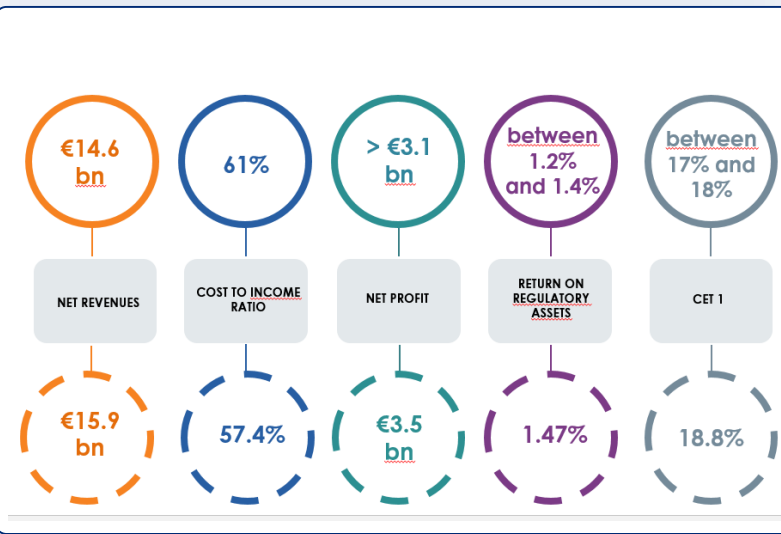 €14.6
bn
61%
> €3.1
bn
between
1.2%
and 1.4%
between
17% and
18%
NET REVENUES
COST TO INCOME
RATIO
NET PROFIT
RETURN ON
REGULATORY
ASSETS
CET 1
€15.9
bn
57.4%
€3.5
bn
1.47%
18.8%